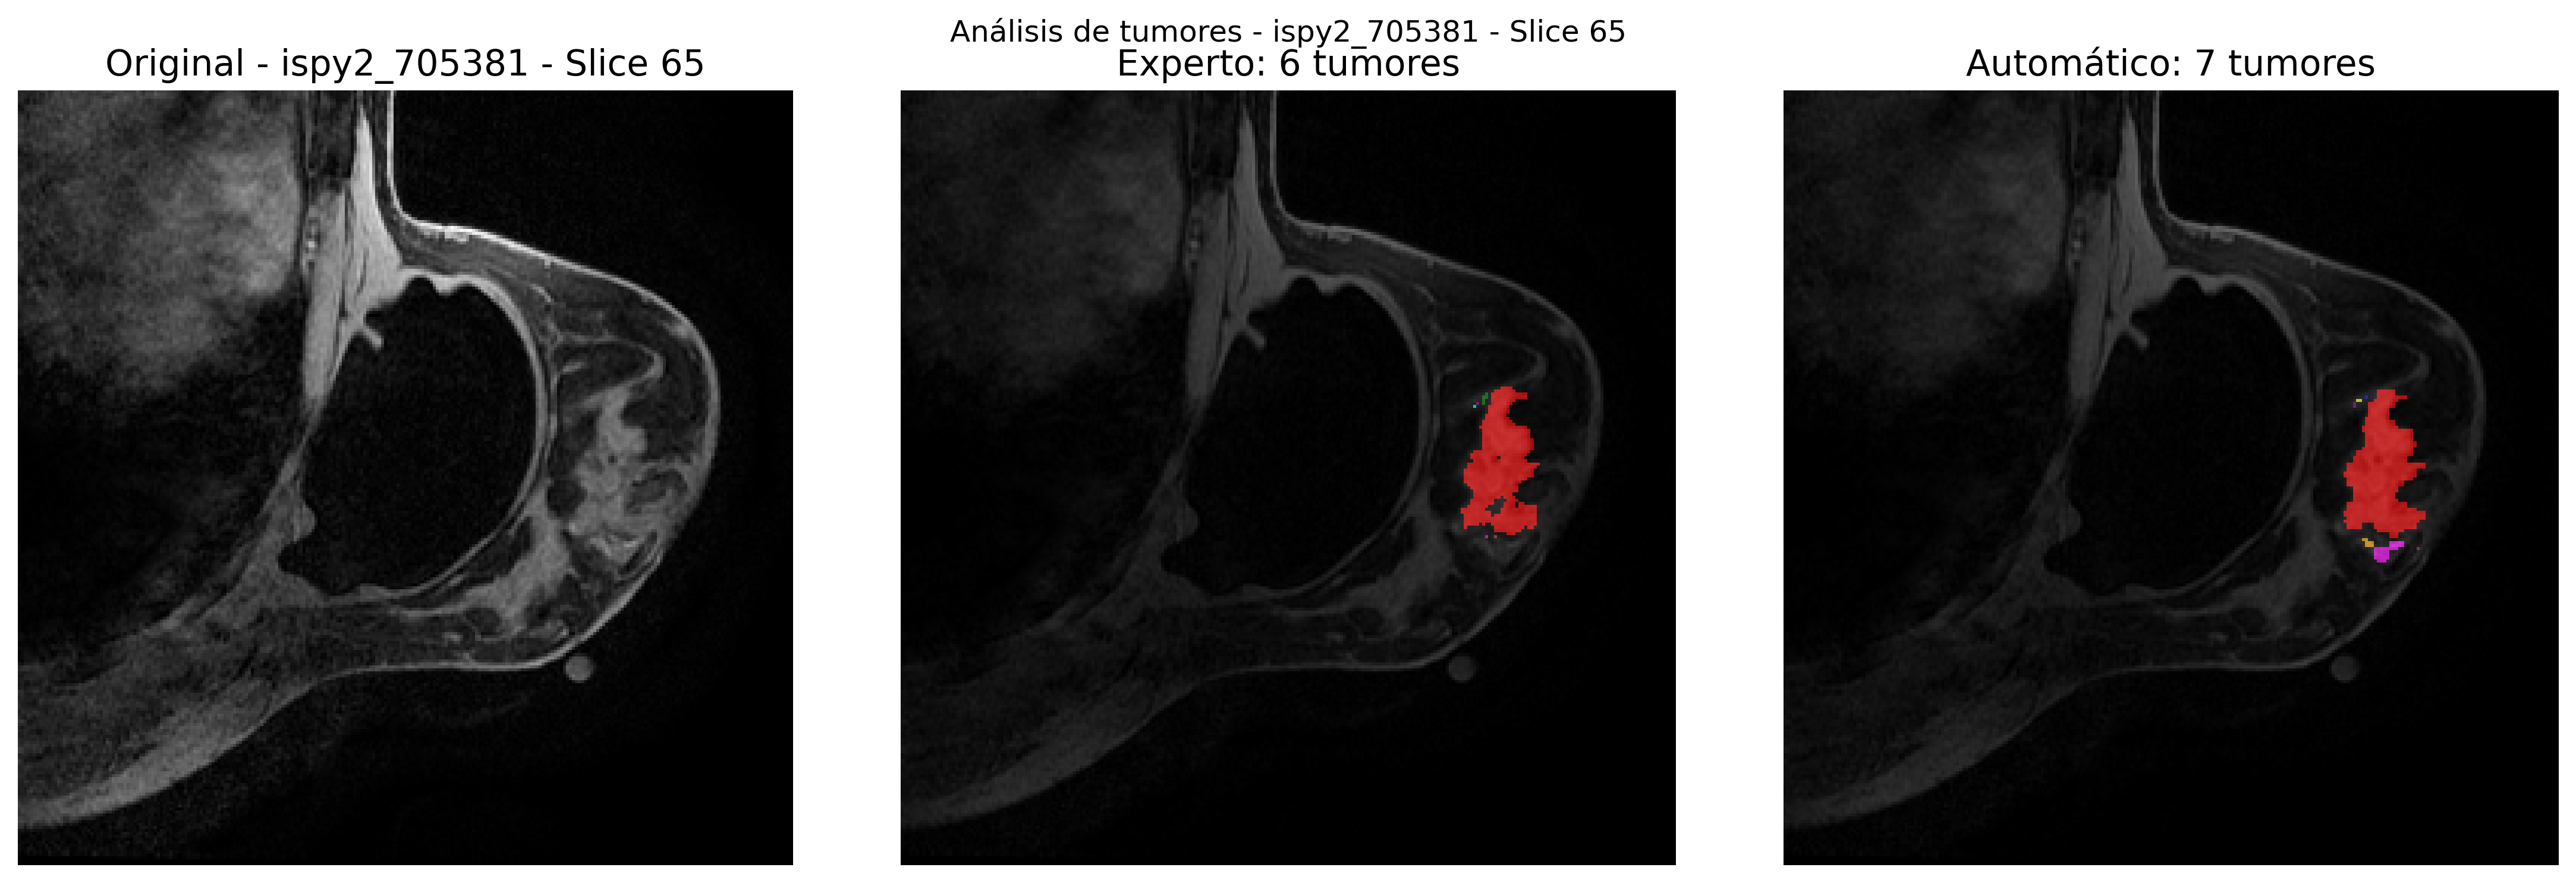 Análisis de tumores - ispy2_705381 - Slice 65
Original - ispy2_705381 - Slice 65
Experto: 6 tumores
Automático: 7 tumores